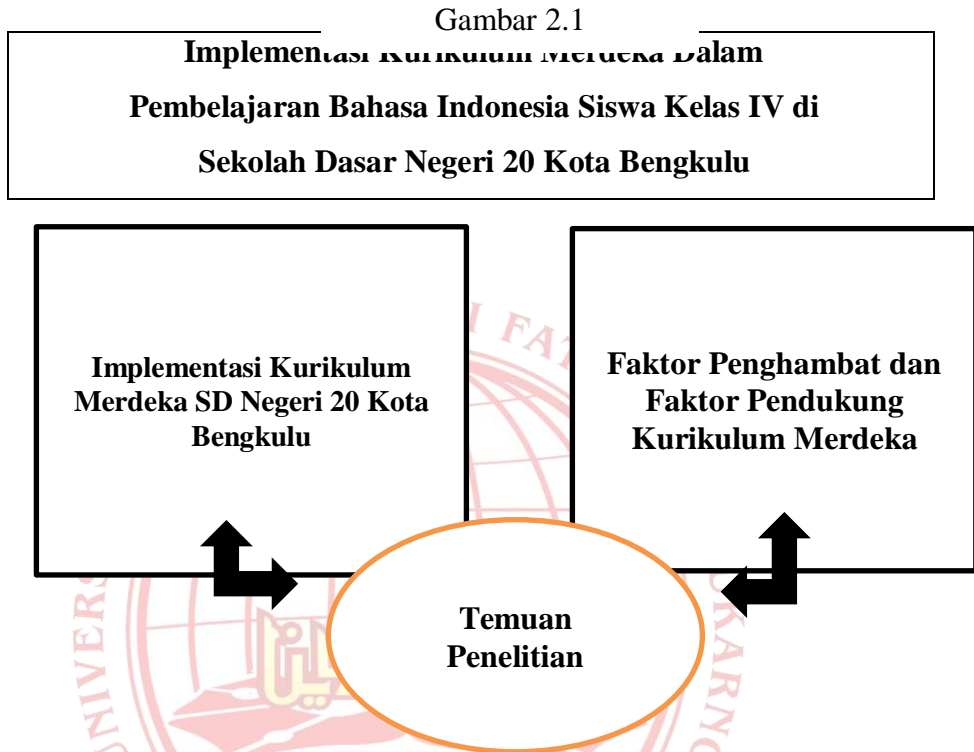 Gambar 2.1
Implementasi Kurikulum Merdeka Dalam
Pembelajaran Bahasa Indonesia Siswa Kelas IV di
Sekolah Dasar Negeri 20 Kota Bengkulu
Implementasi Kurikulum
Merdeka SD Negeri 20 Kota
Bengkulu
Faktor Penghambat dan
Faktor Pendukung
Kurikulum Merdeka
Temuan
Penelitian